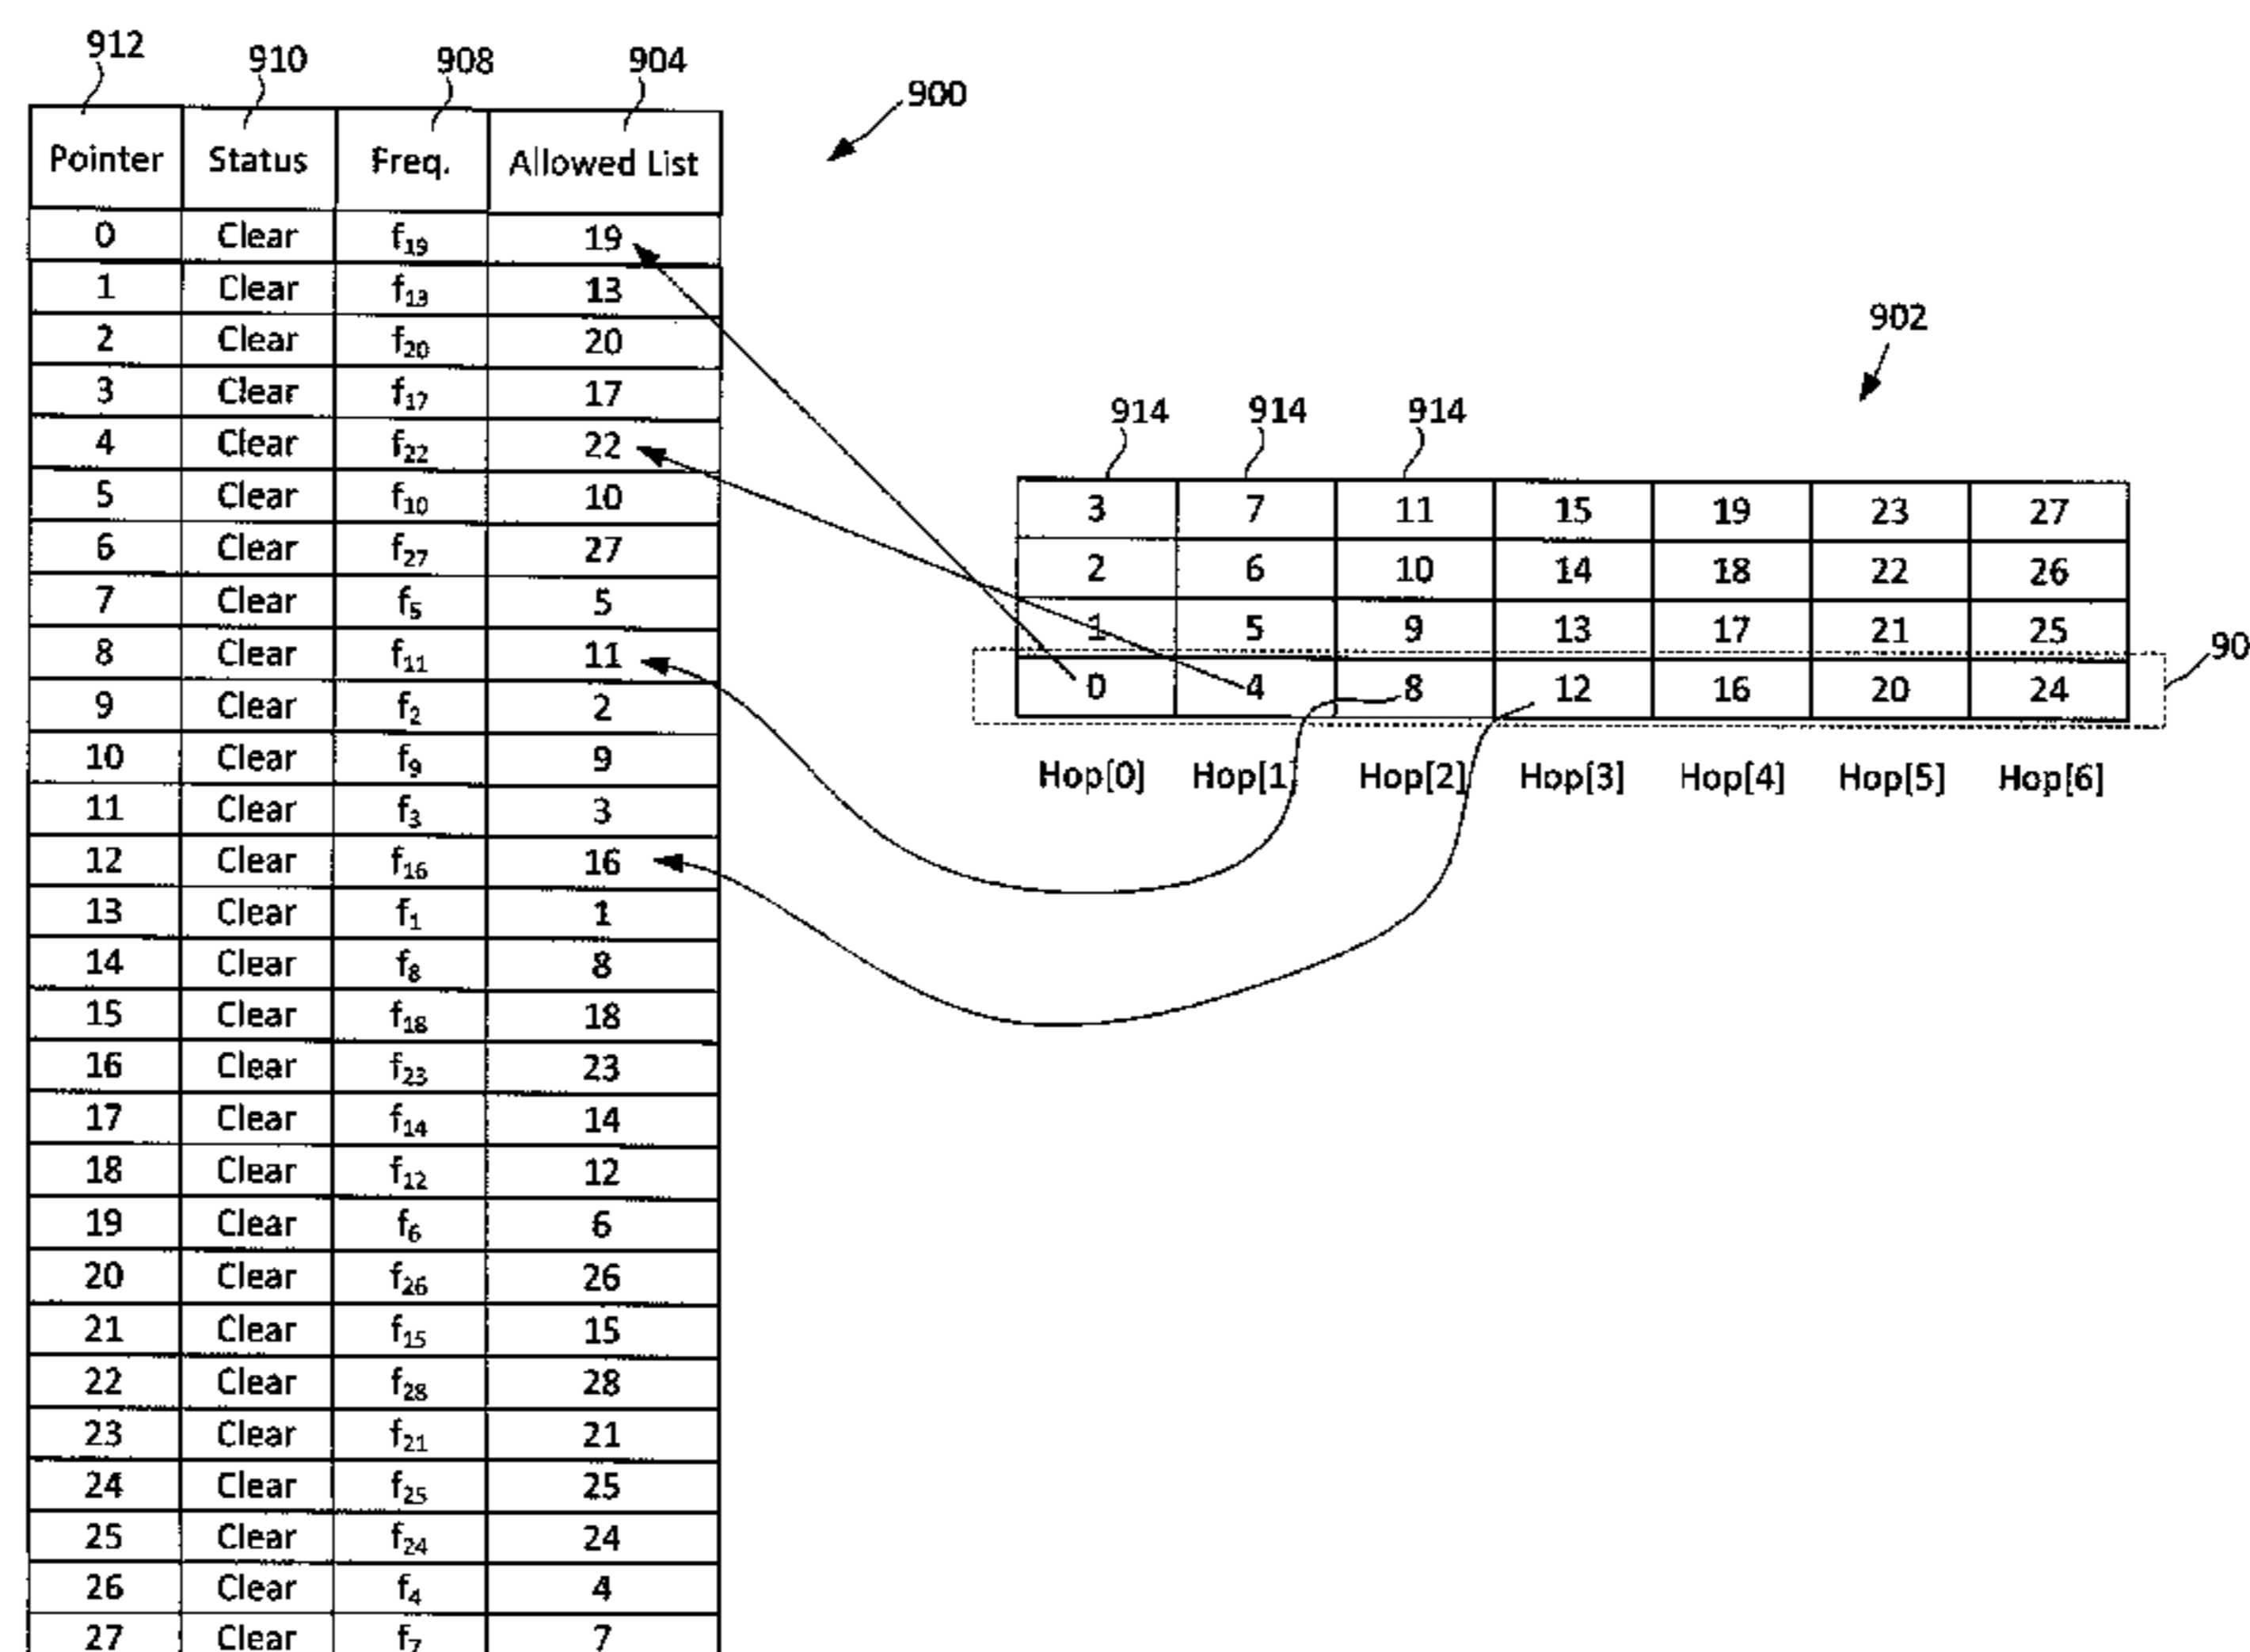 912 910 908 904
900
Pointer Status Freq. Allowed List
0 Clear f₁₉ 19
1 Clear f₁₃ 13
2 Clear f₂₀ 20
3 Clear f₁₇ 17
4 Clear f₂₂ 22
5 Clear f₁₀ 10
6 Clear f₂₇ 27
7 Clear f₅ 5
8 Clear f₁₁ 11
9 Clear f₂ 2
10 Clear f₉ 9
11 Clear f₃ 3
12 Clear f₁₆ 16
13 Clear f₁ 1
14 Clear f₈ 8
15 Clear f₁₈ 18
16 Clear f₂₃ 23
17 Clear f₁₄ 14
18 Clear f₁₂ 12
19 Clear f₆ 6
20 Clear f₂₆ 26
21 Clear f₁₅ 15
22 Clear f₂₈ 28
23 Clear f₂₁ 21
24 Clear f₂₅ 25
25 Clear f₂₄ 24
26 Clear f₄ 4
27 Clear f₇ 7
902
914 914 914
3 7 11 15 19 23 27
2 6 10 14 18 22 26
1 5 9 13 17 21 25
90
0 4 8 12 16 20 24
Hop[0] Hop[1] Hop[2] Hop[3] Hop[4] Hop[5] Hop[6]